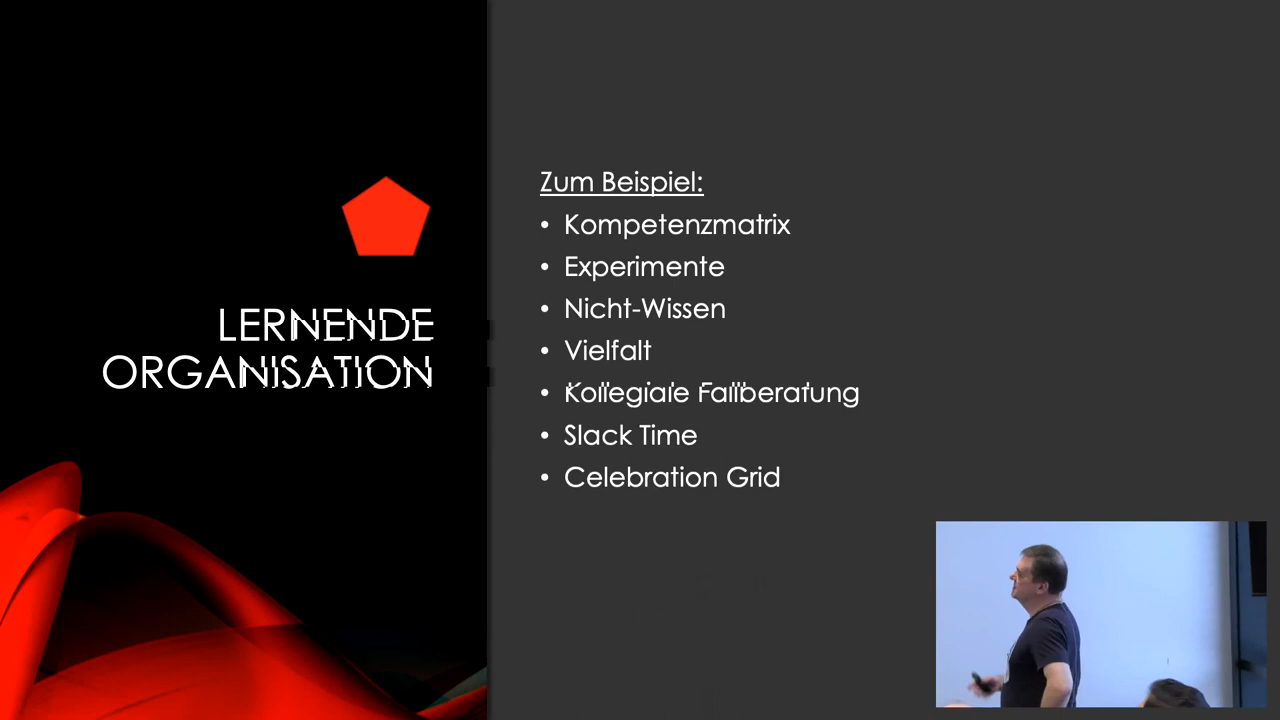 LERNENDE
ORGANISATION
Zum Beispiel:
• Kompetenzmatrix
• Experimente
• Nicht-Wissen
• Vielfalt
• Kollegiale Fallberatung
• Slack Time
• Celebration Grid